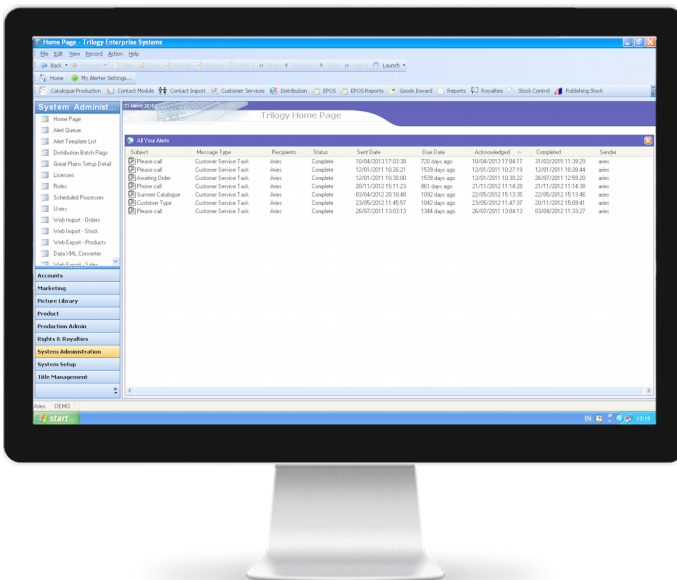 Home Page - Trilogy Enterprise Systems
File Edit View Record Action Help
Back Launch
Home My Alerter Settings...
Catalogue Production Contact Module Contact Import Customer Services Distribution EPOS EPOS Reports Goods Inward Reports Royalties Stock Control Publishing Stock
System Administ...
Home Page
Alert Queue
Alert Template List
Distribution Batch Flags
Great Plains Setup Detail
Licenses
Roles
Scheduled Processes
Users
Web Import - Orders
Web Import - Stock
Web Export - Products
Data XML Converter
Web Export - Sales
Accounts
Marketing
Picture Library
Product
Production Admin
Rights & Royalties
System Administration
System Setup
Title Management
Trilogy Home Page
All Your Alerts
Subject Message Type Recipients Status Sent Date Due Date Acknowledged Completed Sender
Please call Customer Service Task Aries Complete 10/04/2013 17:03:38 720 days ago 10/04/2013 17:04:17 31/03/2015 11:39:29 aries
Please call Customer Service Task Aries Complete 12/01/2011 10:26:21 1539 days ago 12/01/2011 10:27:19 12/01/2011 10:28:44 aries
Awaiting Order Customer Service Task Aries Complete 12/01/2011 10:30:00 1539 days ago 12/01/2011 10:30:22 26/07/2011 12:59:20 aries
Phone call Customer Service Task Aries Complete 20/11/2012 15:11:23 861 days ago 21/11/2012 11:14:28 21/11/2012 11:14:38 aries
Summer Catalogue Customer Service Task Aries Complete 03/04/2012 20:10:48 1092 days ago 22/05/2012 15:13:35 22/05/2012 15:13:46 aries
Customer Type Customer Service Task Aries Complete 23/05/2012 11:45:57 1042 days ago 23/05/2012 11:47:37 20/11/2012 15:09:41 aries
Please call Customer Service Task Aries Complete 26/07/2011 13:03:13 1344 days ago 26/07/2011 13:04:13 03/04/2012 11:33:27 aries
Aries DEMO
start EN 13:19